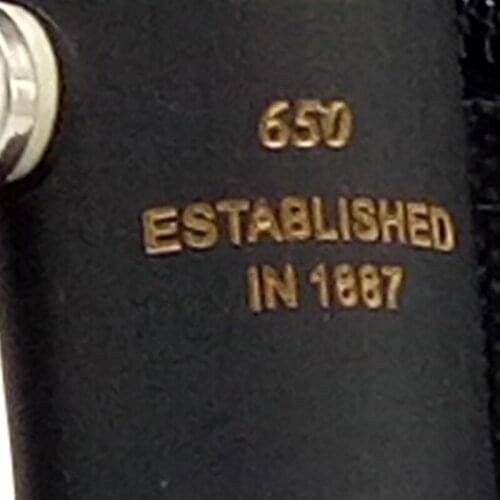 650
ESTABLISHED
IN 1887